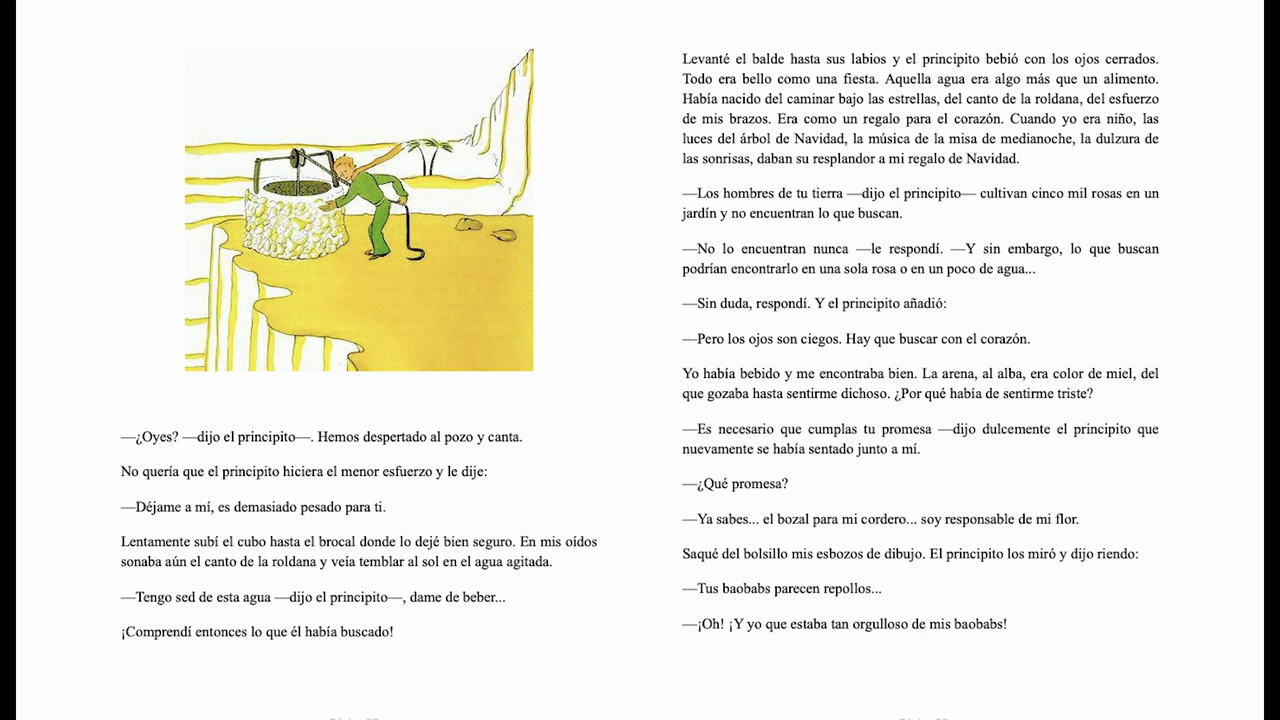 —¿Oyes? —dijo el principito—. Hemos despertado al pozo y canta.
No quería que el principito hiciera el menor esfuerzo y le dije:
—Déjame a mí, es demasiado pesado para ti.
Lentamente subí el cubo hasta el brocal donde lo dejé bien seguro. En mis oídos
sonaba aún el canto de la roldana y veía temblar al sol en el agua agitada.
—Tengo sed de esta agua —dijo el principito—, dame de beber...
¡Comprendí entonces lo que él había buscado!
Levanté el balde hasta sus labios y el principito bebió con los ojos cerrados.
Todo era bello como una fiesta. Aquella agua era algo más que un alimento.
Había nacido del caminar bajo las estrellas, del canto de la roldana, del esfuerzo
de mis brazos. Era como un regalo para el corazón. Cuando yo era niño, las
luces del árbol de Navidad, la música de la misa de medianoche, la dulzura de
las sonrisas, daban su resplandor a mi regalo de Navidad.
—Los hombres de tu tierra —dijo el principito— cultivan cinco mil rosas en un
jardín y no encuentran lo que buscan.
—No lo encuentran nunca —le respondí. —Y sin embargo, lo que buscan
podrían encontrarlo en una sola rosa o en un poco de agua...
—Sin duda, respondí. Y el principito añadió:
—Pero los ojos son ciegos. Hay que buscar con el corazón.
Yo había bebido y me encontraba bien. La arena, al alba, era color de miel, del
que gozaba hasta sentirme dichoso. ¿Por qué había de sentirme triste?
—Es necesario que cumplas tu promesa —dijo dulcemente el principito que
nuevamente se había sentado junto a mí.
—¿Qué promesa?
—Ya sabes... el bozal para mi cordero... soy responsable de mi flor.
Saqué del bolsillo mis esbozos de dibujo. El principito los miró y dijo riendo:
—Tus baobabs parecen repollos...
—¡Oh! ¡Y yo que estaba tan orgulloso de mis baobabs!